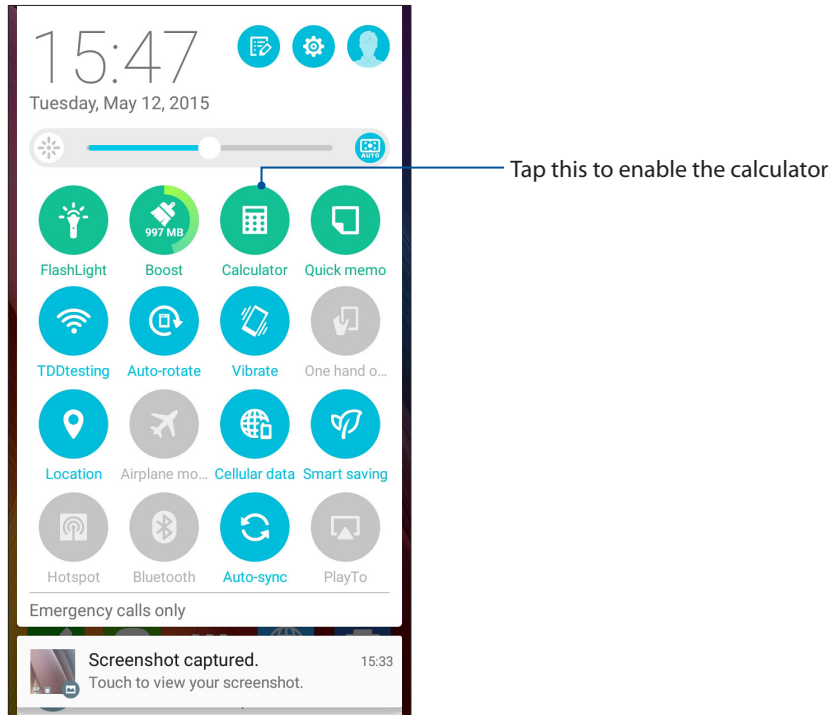 15:47
Tuesday, May 12, 2015
AUTO
Tap this to enable the calculator
997 MB
FlashLight Boost Calculator Quick memo
TDDtesting Auto-rotate Vibrate One hand o...
Location Airplane mo... Cellular data Smart saving
Hotspot Bluetooth Auto-sync PlayTo
Emergency calls only
Screenshot captured. 15:33
Touch to view your screenshot.